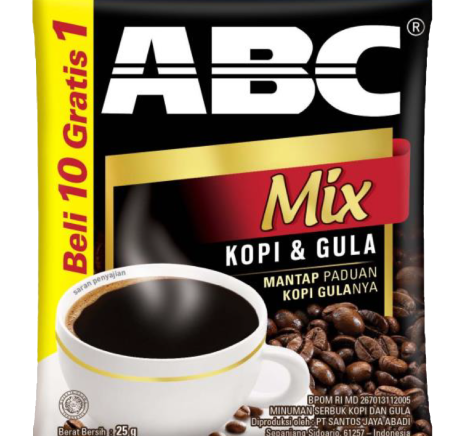 Beli 10 Gratis 1
ABC®
Mix
KOPI & GULA
MANTAP PADUAN
KOPI GULANYA
saran penyajian
BPOM RI MD 267013112005
MINUMAN SERBUK KOPI DAN GULA
Diproduksi oleh: PT SANTOS JAYA ABADI
Sepanjang Sidoarjo, 61257 - Indonesia
Berat Bersih : 25 g